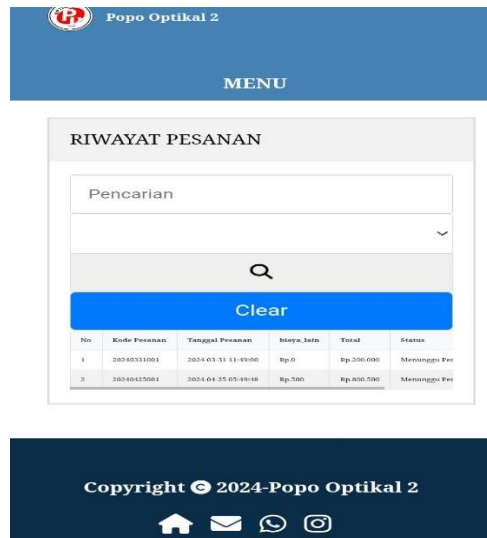 Popo Optikal 2
MENU
RIWAYAT PESANAN
Pencarian
Clear
No Kode Pesanan Tanggal Pesanan biaya_lain Total Status
1 20240331001 2024-03-31 11:49:00 Rp.0 Rp.200.000 Menunggu Per
2 20240425001 2024-04-25 05:49:48 Rp.500 Rp.800.500 Menunggu Per
Copyright C 2024-Popo Optikal 2